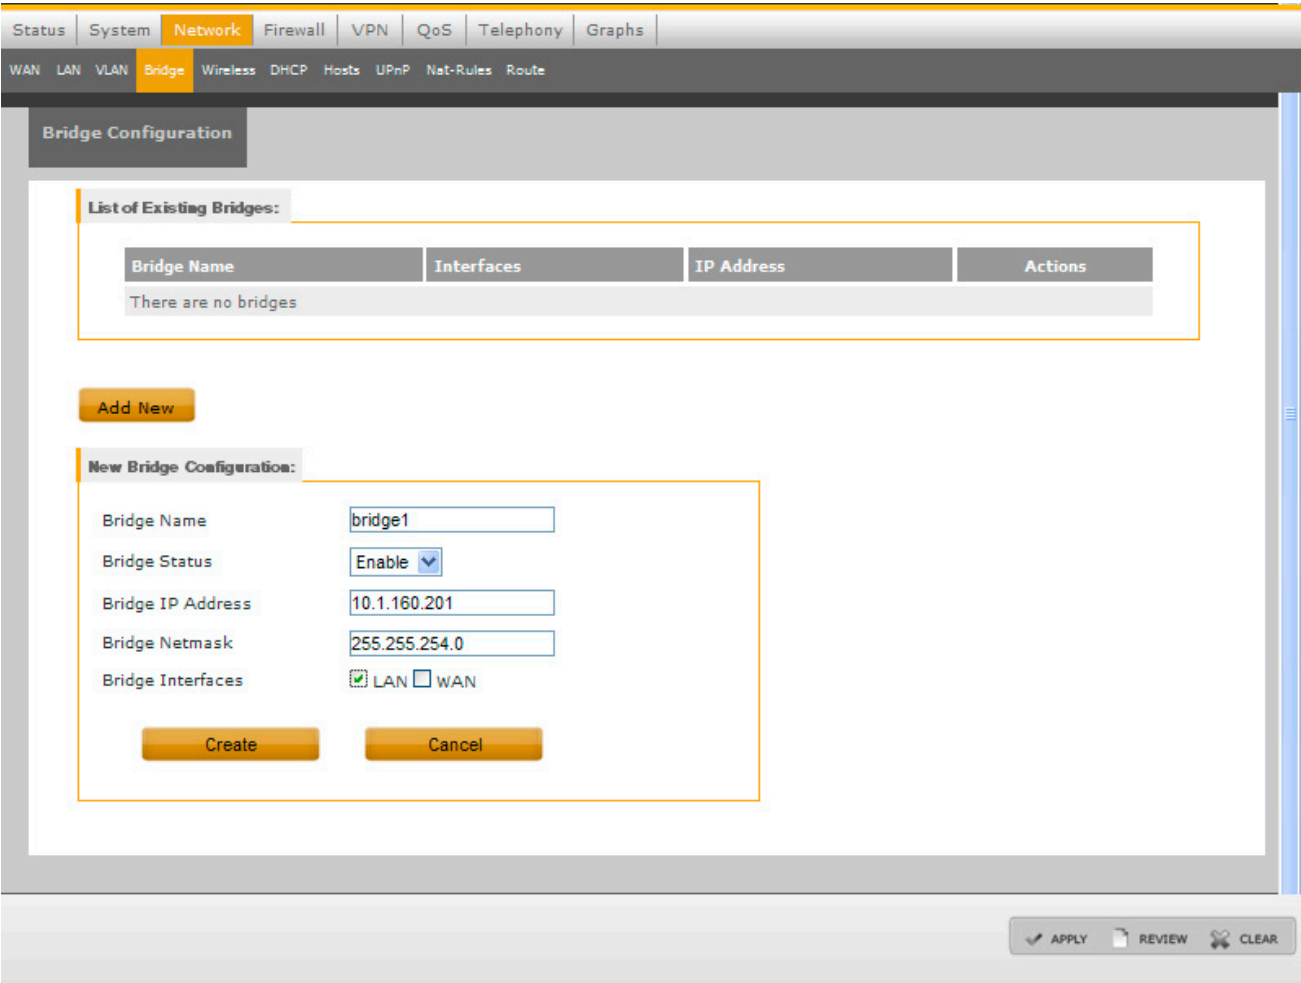 Status System Network Firewall VPN QoS Telephony Graphs
WAN LAN VLAN Bridge Wireless DHCP Hosts UPnP Nat-Rules Route
Bridge Configuration
List of Existing Bridges:
Bridge Name Interfaces IP Address Actions
There are no bridges
Add New
New Bridge Configuration:
Bridge Name bridge1
Bridge Status Enable
Bridge IP Address 10.1.160.201
Bridge Netmask 255.255.254.0
Bridge Interfaces LAN WAN
Create Cancel
APPLY REVIEW CLEAR